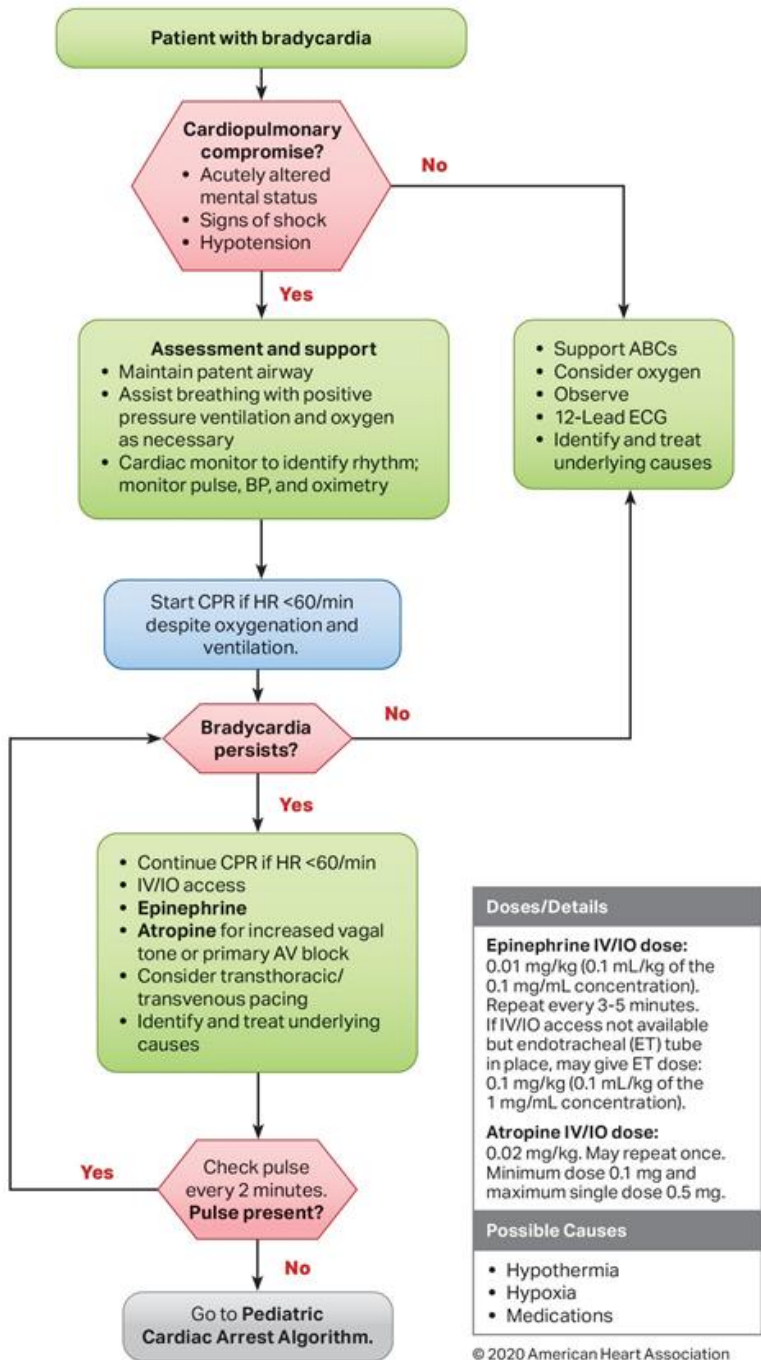 Patient with bradycardia
Cardiopulmonary
compromise?
• Acutely altered
mental status
• Signs of shock
• Hypotension
No
Yes
Assessment and support
• Maintain patent airway
• Assist breathing with positive
pressure ventilation and oxygen
as necessary
• Cardiac monitor to identify rhythm;
monitor pulse, BP, and oximetry
• Support ABCs
• Consider oxygen
• Observe
• 12-Lead ECG
• Identify and treat
underlying causes
Start CPR if HR <60/min
despite oxygenation and
ventilation.
Bradycardia
persists?
No
Yes
• Continue CPR if HR <60/min
• IV/IO access
• Epinephrine
• Atropine for increased vagal
tone or primary AV block
• Consider transthoracic/
transvenous pacing
• Identify and treat underlying
causes
Check pulse
every 2 minutes.
Pulse present?
Yes
No
Go to Pediatric
Cardiac Arrest Algorithm.
Doses/Details
Epinephrine IV/IO dose:
0.01 mg/kg (0.1 mL/kg of the
0.1 mg/mL concentration).
Repeat every 3-5 minutes.
If IV/IO access not available
but endotracheal (ET) tube
in place, may give ET dose:
0.1 mg/kg (0.1 mL/kg of the
1 mg/mL concentration).
Atropine IV/IO dose:
0.02 mg/kg. May repeat once.
Minimum dose 0.1 mg and
maximum single dose 0.5 mg.
Possible Causes
• Hypothermia
• Hypoxia
• Medications
© 2020 American Heart Association